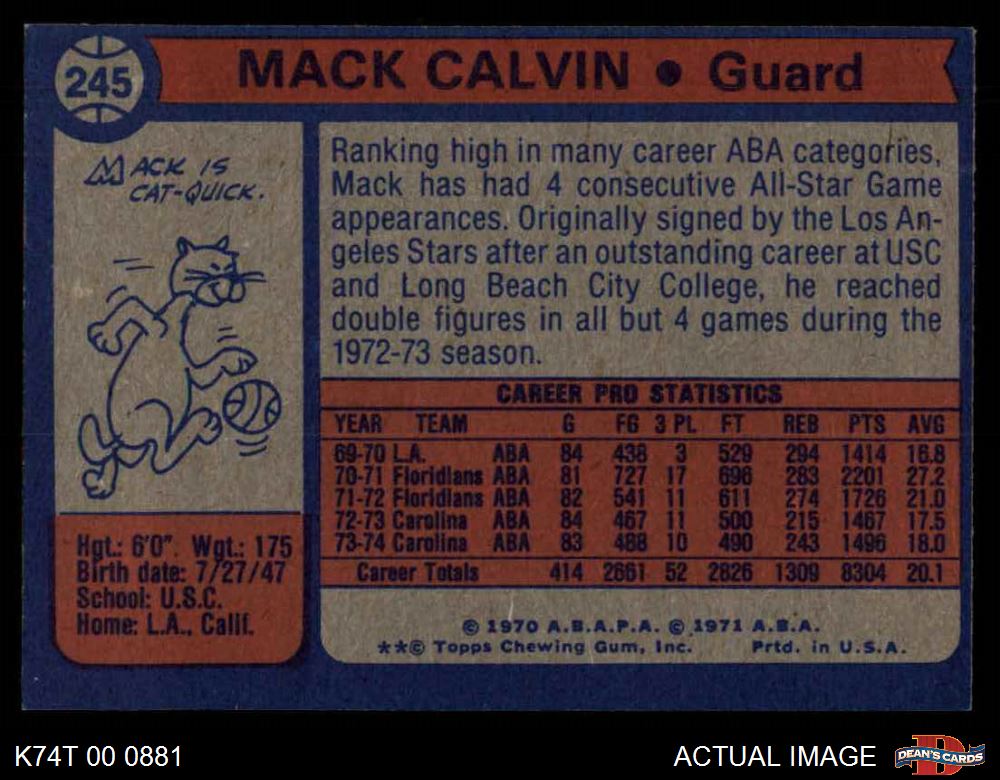 245
MACK CALVIN • Guard
MACK IS
CAT-QUICK.
Hgt.: 6'0". Wgt.: 175
Birth date: 7/27/47
School: U.S.C.
Home: L.A., Calif.
Ranking high in many career ABA categories,
Mack has had 4 consecutive All-Star Game
appearances. Originally signed by the Los An-
geles Stars after an outstanding career at USC
and Long Beach City College, he reached
double figures in all but 4 games during the
1972-73 season.
CAREER PRO STATISTICS
YEAR TEAM G FG 3 PL FT REB PTS AVG
69-70 L.A. ABA 84 438 3 529 294 1414 16.8
70-71 Floridians ABA 81 727 17 696 283 2201 27.2
71-72 Floridians ABA 82 541 11 611 274 1726 21.0
72-73 Carolina ABA 84 467 11 500 215 1467 17.5
73-74 Carolina ABA 83 488 10 490 243 1496 18.0
Career Totals 414 2661 52 2826 1309 8304 20.1
© 1970 A.B.A.P.A. © 1971 A.B.A.
**© Topps Chewing Gum, Inc. Prtd. in U.S.A.
K74T 00 0881
ACTUAL IMAGE
D
DEAN'S CARDS